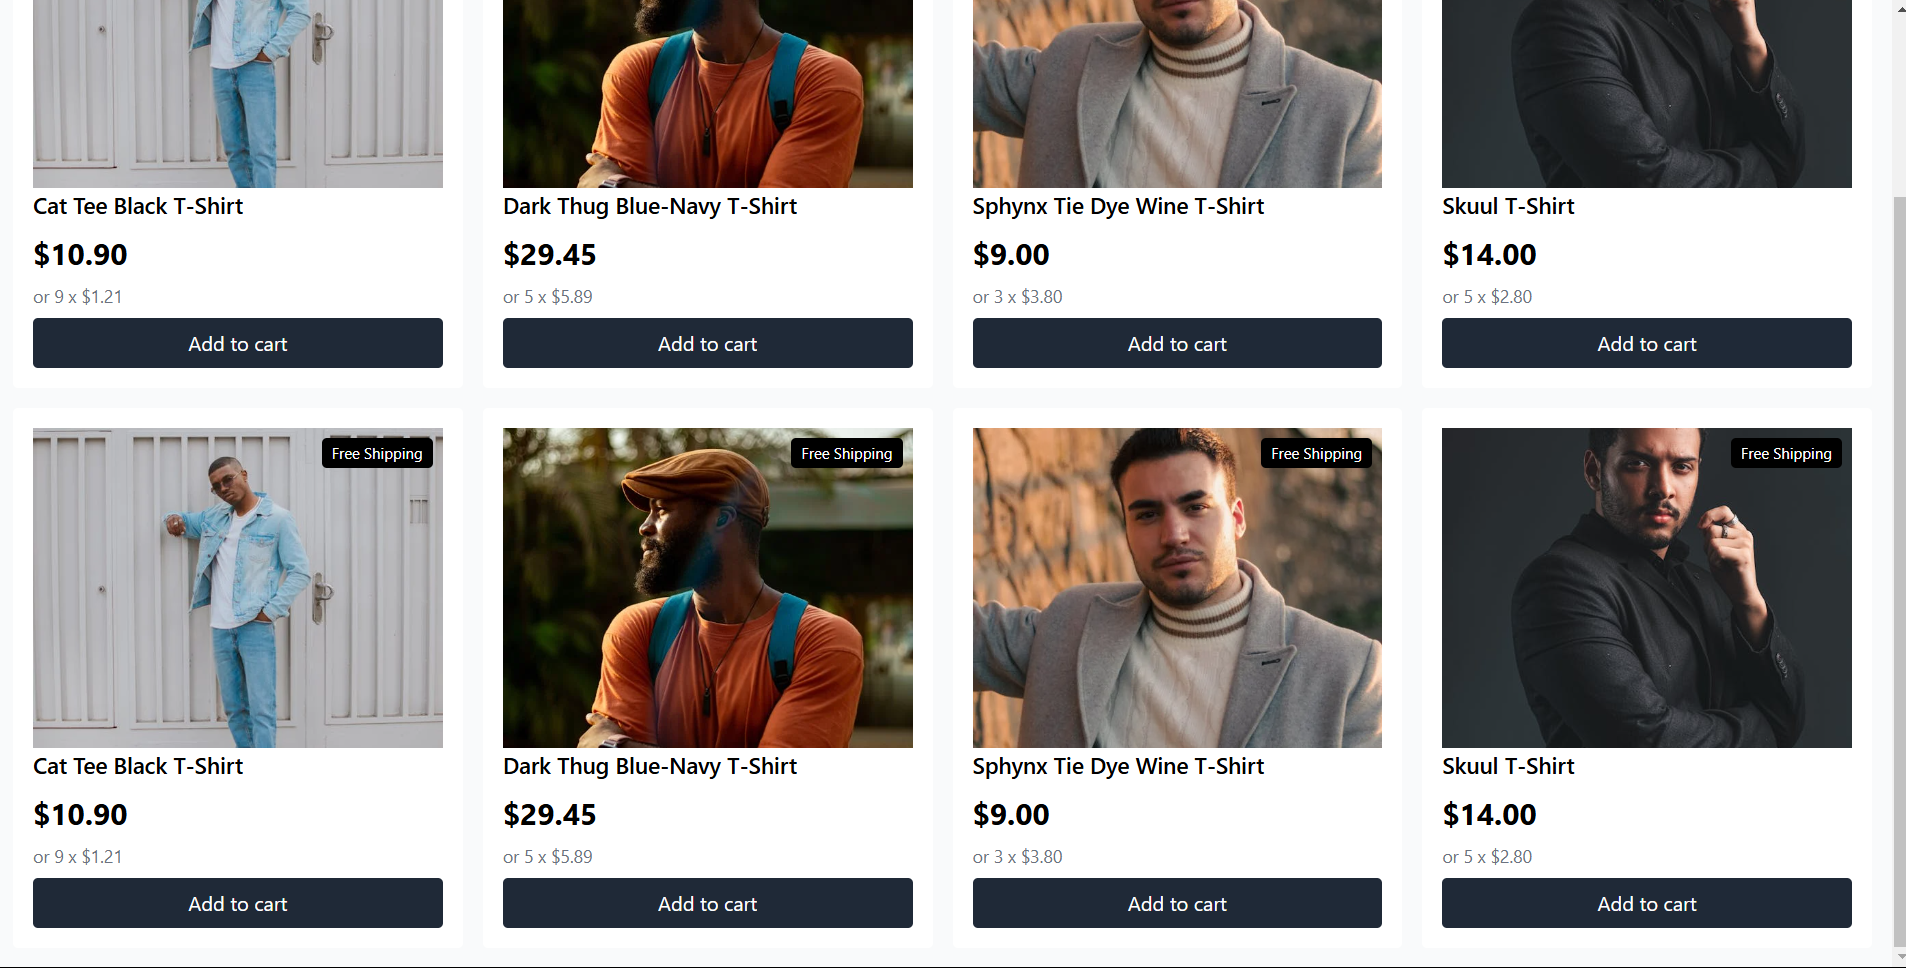 Cat Tee Black T-Shirt
$10.90
or 9 x $1.21
Add to cart
Dark Thug Blue-Navy T-Shirt
$29.45
or 5 x $5.89
Add to cart
Sphynx Tie Dye Wine T-Shirt
$9.00
or 3 x $3.80
Add to cart
Skuul T-Shirt
$14.00
or 5 x $2.80
Add to cart
Free Shipping
Cat Tee Black T-Shirt
$10.90
or 9 x $1.21
Add to cart
Free Shipping
Dark Thug Blue-Navy T-Shirt
$29.45
or 5 x $5.89
Add to cart
Free Shipping
Sphynx Tie Dye Wine T-Shirt
$9.00
or 3 x $3.80
Add to cart
Free Shipping
Skuul T-Shirt
$14.00
or 5 x $2.80
Add to cart